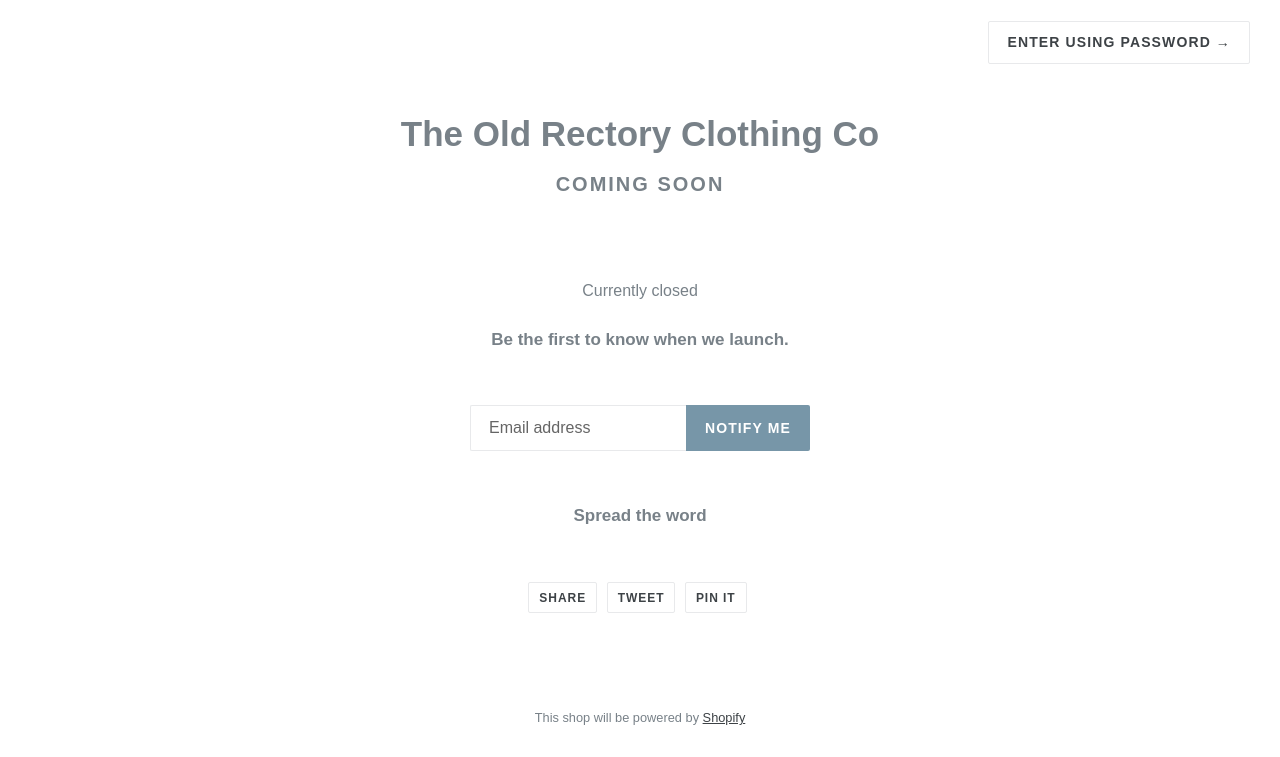 ENTER USING PASSWORD →
The Old Rectory Clothing Co
COMING SOON
Currently closed
Be the first to know when we launch.
Email address
NOTIFY ME
Spread the word
SHARE TWEET PIN IT
This shop will be powered by Shopify